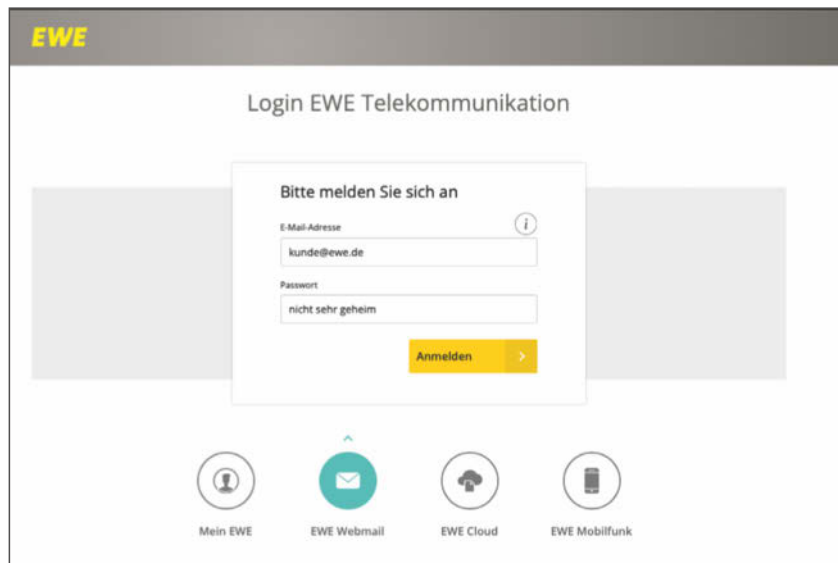 EWE
Login EWE Telekommunikation
Bitte melden Sie sich an
E-Mail-Adresse
i
kunde@ewe.de
Passwort
nicht sehr geheim
Anmelden
Mein EWE
EWE Webmail
EWE Cloud
EWE Mobilfunk